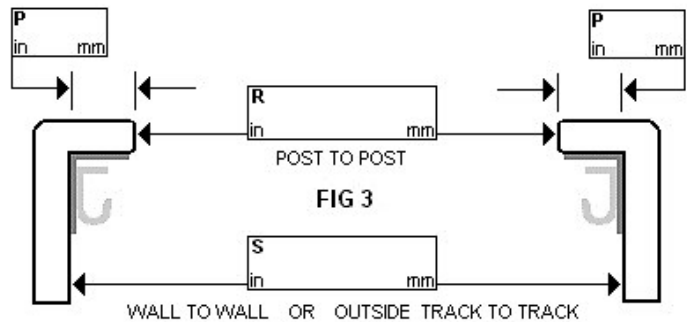 P
in mm
P
in mm
R
in mm
POST TO POST
FIG 3
S
in mm
WALL TO WALL OR OUTSIDE TRACK TO TRACK